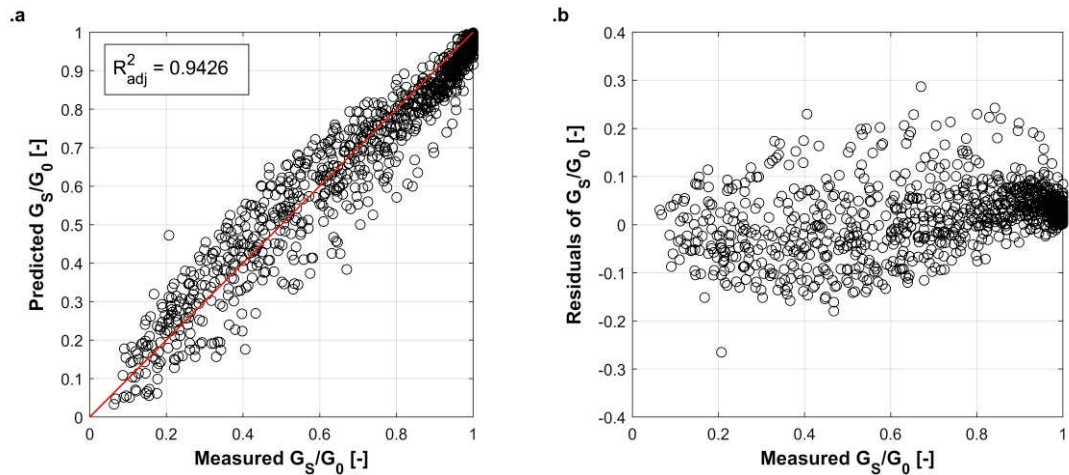 .a
R²adj = 0.9426
1
0.9
0.8
0.7
0.6
0.5
0.4
0.3
0.2
0.1
0
0 0.2 0.4 0.6 0.8 1
Predicted GS/G0 [-]
Measured GS/G0 [-]
.b
0.4
0.3
0.2
0.1
0
-0.1
-0.2
-0.3
-0.4
0 0.2 0.4 0.6 0.8 1
Residuals of GS/G0 [-]
Measured GS/G0 [-]